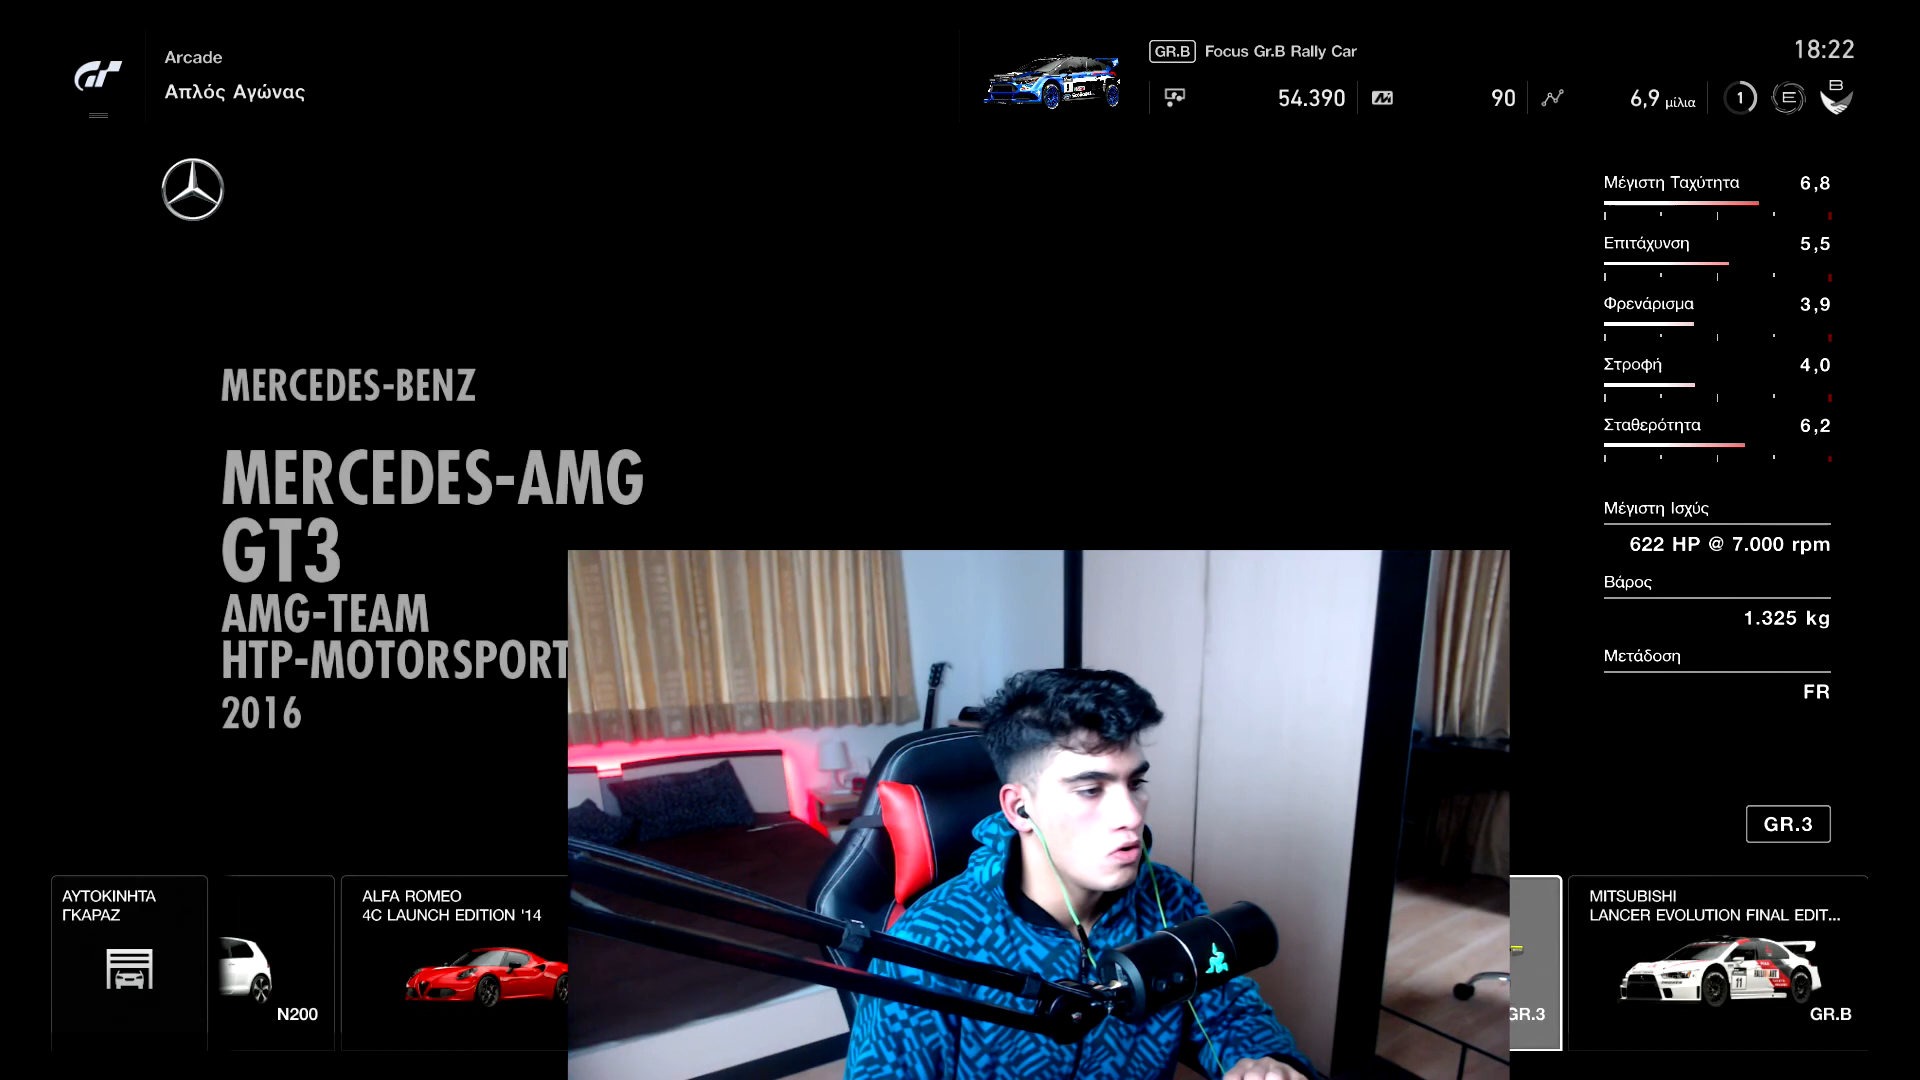 Arcade
Απλός Αγώνας
GR.B Focus Gr.B Rally Car
54.390
90
6,9 μίλια
1
E
B
18:22
Μέγιστη Ταχύτητα 6,8
Επιτάχυνση 5,5
Φρενάρισμα 3,9
Στροφή 4,0
Σταθερότητα 6,2
Μέγιστη Ισχύς
622 HP @ 7.000 rpm
Βάρος
1.325 kg
Μετάδοση
FR
GR.3
MERCEDES-BENZ
MERCEDES-AMG
GT3
AMG-TEAM
HTP-MOTORSPORT
2016
ΑΥΤΟΚΙΝΗΤΑ
ΓΚΑΡΑΖ
N200
ALFA ROMEO
4C LAUNCH EDITION '14
GR.3
MITSUBISHI
LANCER EVOLUTION FINAL EDIT...
11
GR.B